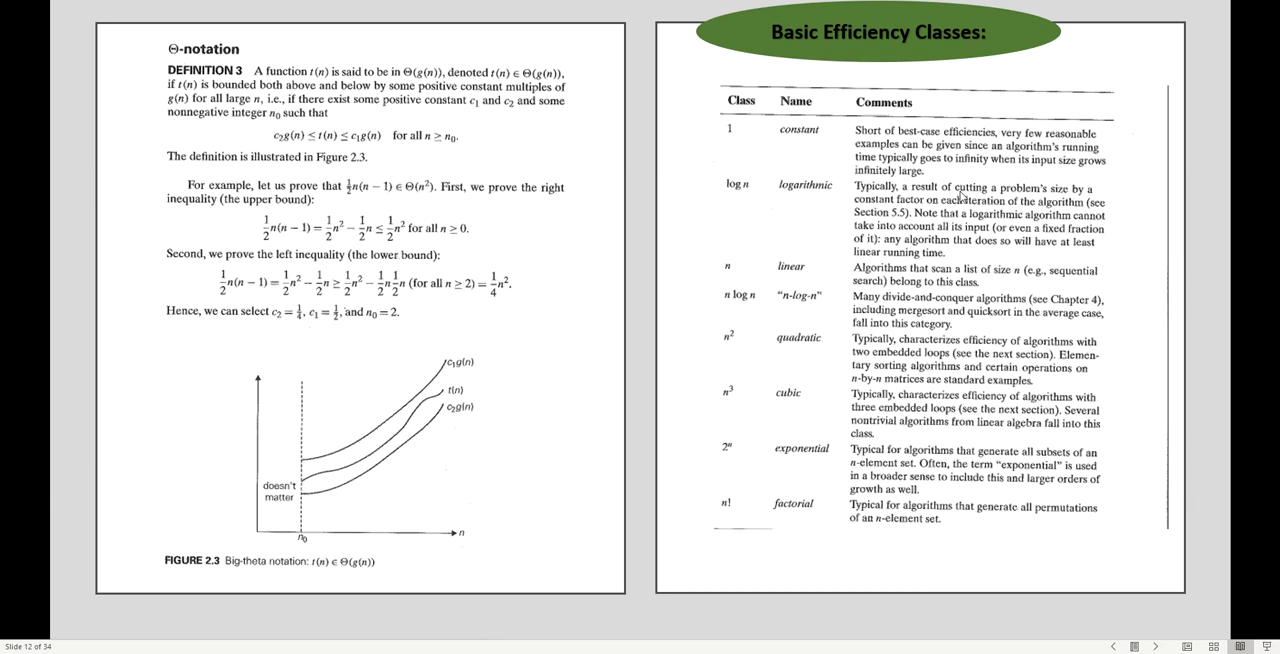 Θ-notation
DEFINITION 3 A function t(n) is said to be in Θ(g(n)), denoted t(n) ∈ Θ(g(n)),
if t(n) is bounded both above and below by some positive constant multiples of
g(n) for all large n, i.e., if there exist some positive constant c₁ and c₂ and some
nonnegative integer n₀ such that
c₂g(n) ≤ t(n) ≤ c₁g(n) for all n ≥ n₀.
The definition is illustrated in Figure 2.3.
For example, let us prove that ½n(n − 1) ∈ Θ(n²). First, we prove the right
inequality (the upper bound):
½n(n − 1) = ½n² − ½n ≤ ½n² for all n ≥ 0.
Second, we prove the left inequality (the lower bound):
½n(n − 1) = ½n² − ½n ≥ ½n² − ½n½n (for all n ≥ 2) = ¼n².
Hence, we can select c₂ = ¼, c₁ = ½, and n₀ = 2.
c₁g(n)
t(n)
c₂g(n)
doesn't
matter
n₀
n
FIGURE 2.3 Big-theta notation: t(n) ∈ Θ(g(n))
Basic Efficiency Classes:
Class Name Comments
1 constant Short of best-case efficiencies, very few reasonable
examples can be given since an algorithm's running
time typically goes to infinity when its input size grows
infinitely large.
log n logarithmic Typically, a result of cutting a problem's size by a
constant factor on each iteration of the algorithm (see
Section 5.5). Note that a logarithmic algorithm cannot
take into account all its input (or even a fixed fraction
of it): any algorithm that does so will have at least
linear running time.
n linear Algorithms that scan a list of size n (e.g., sequential
search) belong to this class.
n log n "n-log-n" Many divide-and-conquer algorithms (see Chapter 4),
including mergesort and quicksort in the average case,
fall into this category.
n² quadratic Typically, characterizes efficiency of algorithms with
two embedded loops (see the next section). Elemen-
tary sorting algorithms and certain operations on
n-by-n matrices are standard examples.
n³ cubic Typically, characterizes efficiency of algorithms with
three embedded loops (see the next section). Several
nontrivial algorithms from linear algebra fall into this
class.
2ⁿ exponential Typical for algorithms that generate all subsets of an
n-element set. Often, the term "exponential" is used
in a broader sense to include this and larger orders of
growth as well.
n! factorial Typical for algorithms that generate all permutations
of an n-element set.
Slide 12 of 34